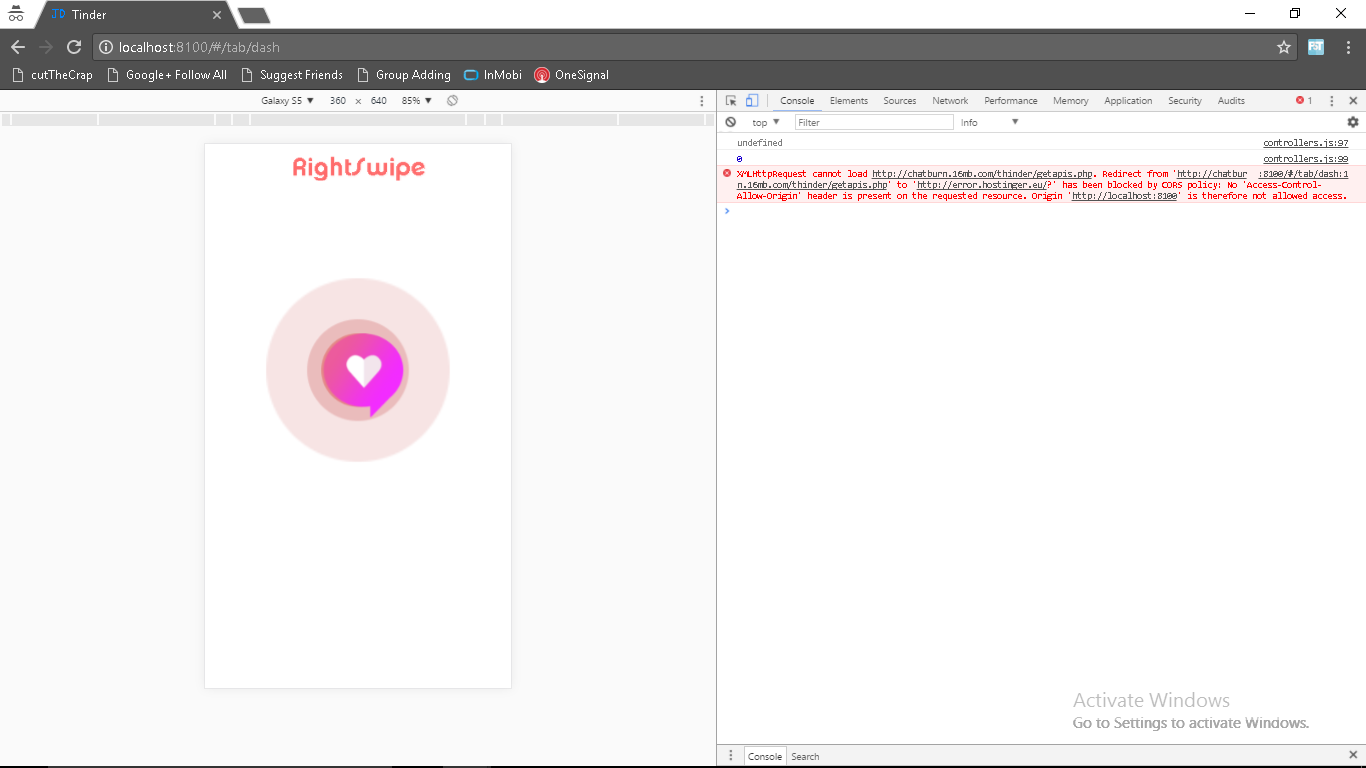 Tinder
localhost:8100/#/tab/dash
cutTheCrap Google+ Follow All Suggest Friends Group Adding InMobi OneSignal
Galaxy S5 ▼ 360 × 640 85% ▼
Console Elements Sources Network Performance Memory Application Security Audits 1
top ▼ Filter Info ▼
RightSwipe
undefined controllers.js:97
0 controllers.js:99
XMLHttpRequest cannot load http://chatburn.16mb.com/thinder/getapis.php. Redirect from 'http://chatbur :8100/#/tab/dash:1
n.16mb.com/thinder/getapis.php' to 'http://error.hostinger.eu/?' has been blocked by CORS policy: No 'Access-Control-
Allow-Origin' header is present on the requested resource. Origin 'http://localhost:8100' is therefore not allowed access.
Activate Windows
Go to Settings to activate Windows.
Console Search